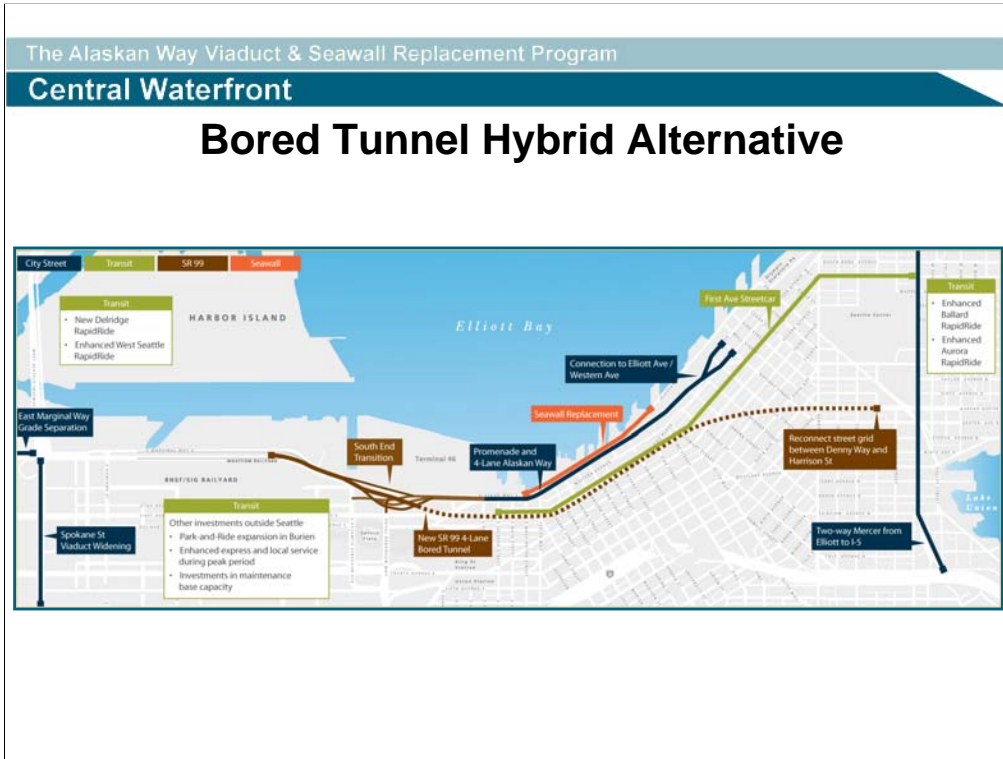 The Alaskan Way Viaduct & Seawall Replacement Program
Central Waterfront
Bored Tunnel Hybrid Alternative
City Street
Transit
SR 99
Seawall
Transit
• New Delridge
RapidRide
• Enhanced West Seattle
RapidRide
HARBOR ISLAND
Elliott Bay
First Ave Streetcar
Seattle Center
Transit
• Enhanced
Ballard
RapidRide
• Enhanced
Aurora
RapidRide
Connection to Elliott Ave /
Western Ave
Seawall Replacement
East Marginal Way
Grade Separation
South End
Transition
Terminal 46
Promenade and
4-Lane Alaskan Way
Reconnect street grid
between Denny Way and
Harrison St
BNSF/SIG RAILYARD
Transit
Other investments outside Seattle
• Park-and-Ride expansion in Burien
• Enhanced express and local service
during peak period
• Investments in maintenance
base capacity
Spokane St
Viaduct Widening
New SR 99 4-Lane
Bored Tunnel
Two-way Mercer from
Elliott to I-5
Lake
Union